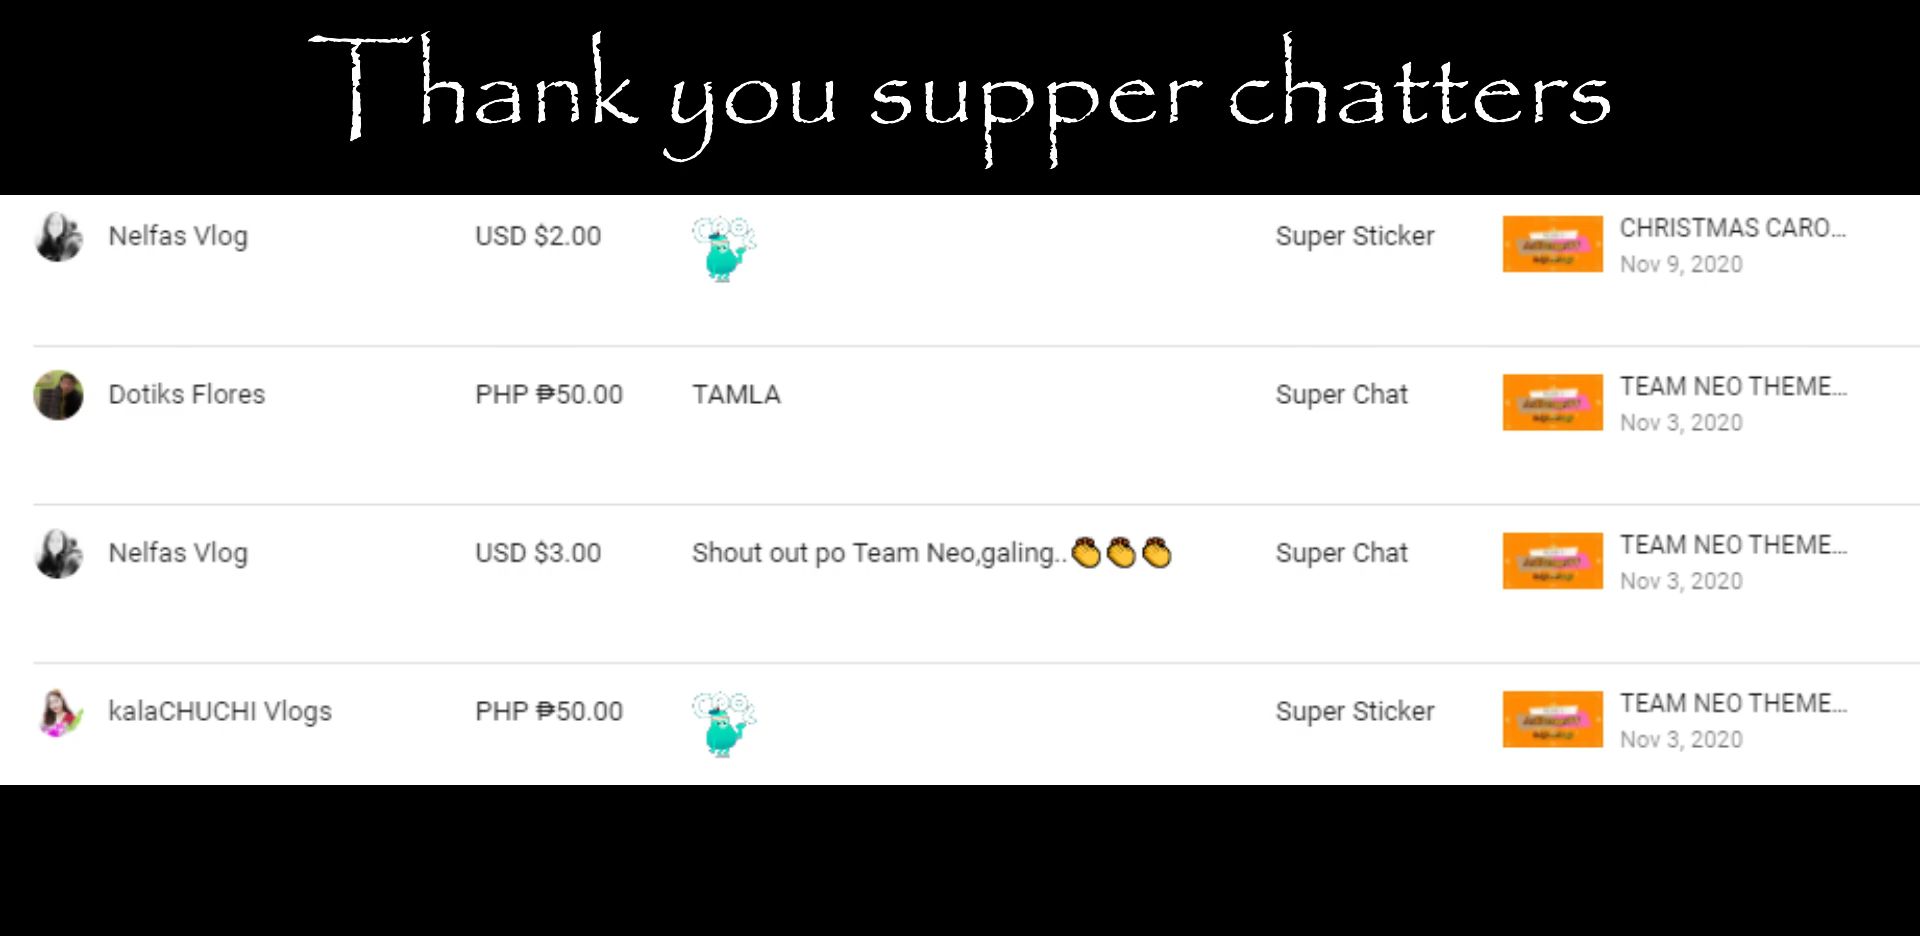 Thank you supper chatters
Nelfas Vlog USD $2.00 Super Sticker CHRISTMAS CARO...
Nov 9, 2020
Dotiks Flores PHP ₱50.00 TAMLA Super Chat TEAM NEO THEME...
Nov 3, 2020
Nelfas Vlog USD $3.00 Shout out po Team Neo,galing..👏👏👏 Super Chat TEAM NEO THEME...
Nov 3, 2020
kalaCHUCHI Vlogs PHP ₱50.00 Super Sticker TEAM NEO THEME...
Nov 3, 2020